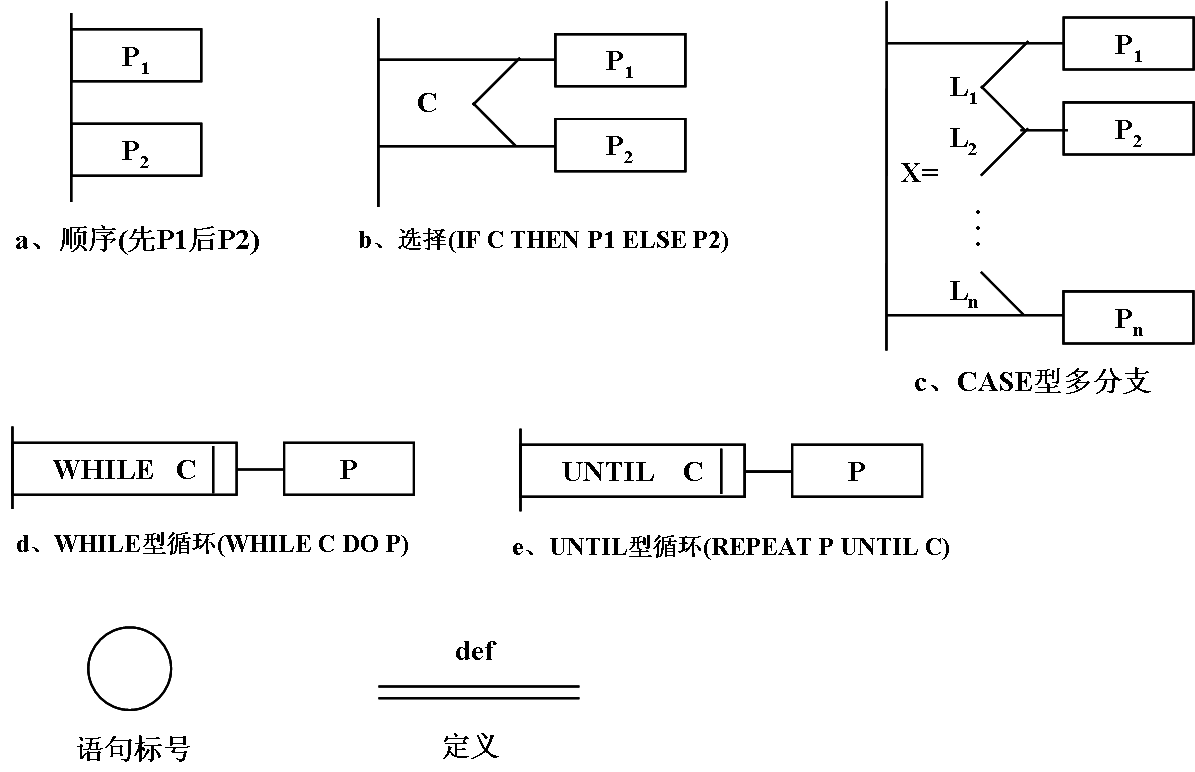 P1
P2
a、顺序(先P1后P2)
C
P1
P2
b、选择(IF C THEN P1 ELSE P2)
X=
L1
L2
⋮
Ln
P1
P2
Pn
c、CASE型多分支
WHILE C
P
d、WHILE型循环(WHILE C DO P)
UNTIL C
P
e、UNTIL型循环(REPEAT P UNTIL C)
语句标号
def
定义